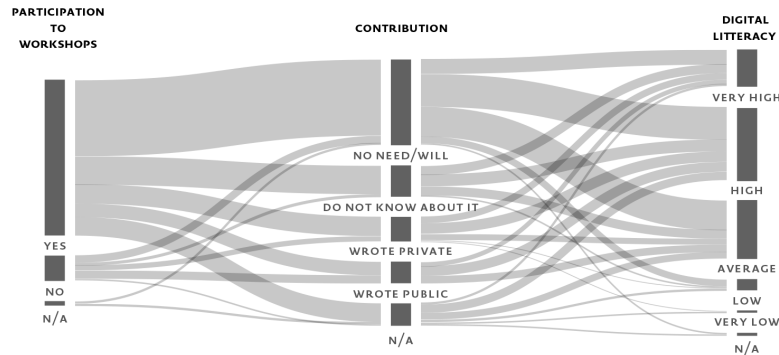 PARTICIPATION
TO
WORKSHOPS
CONTRIBUTION
DIGITAL
LITTERACY
YES
NO
N/A
NO NEED/WILL
DO NOT KNOW ABOUT IT
WROTE PRIVATE
WROTE PUBLIC
N/A
VERY HIGH
HIGH
AVERAGE
LOW
VERY LOW
N/A